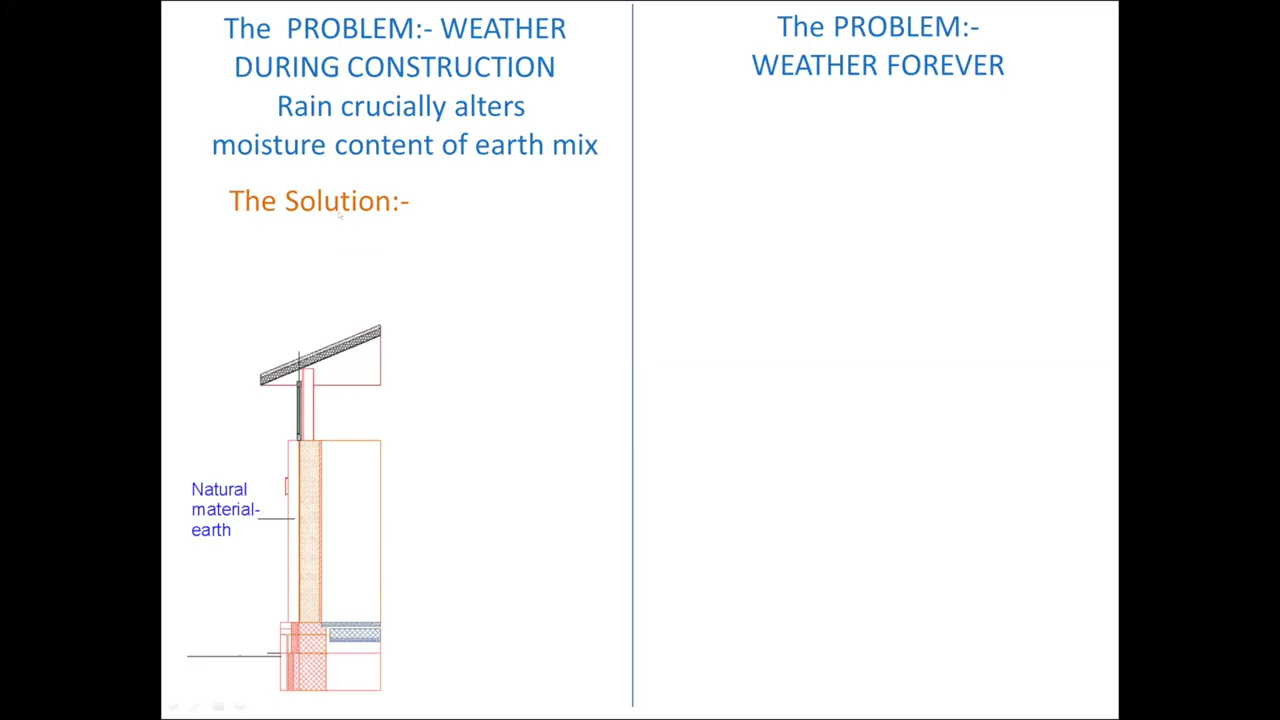 The  PROBLEM:- WEATHER
DURING CONSTRUCTION
Rain crucially alters
moisture content of earth mix
The Solution:-
Natural
material-
earth
The PROBLEM:-
WEATHER FOREVER